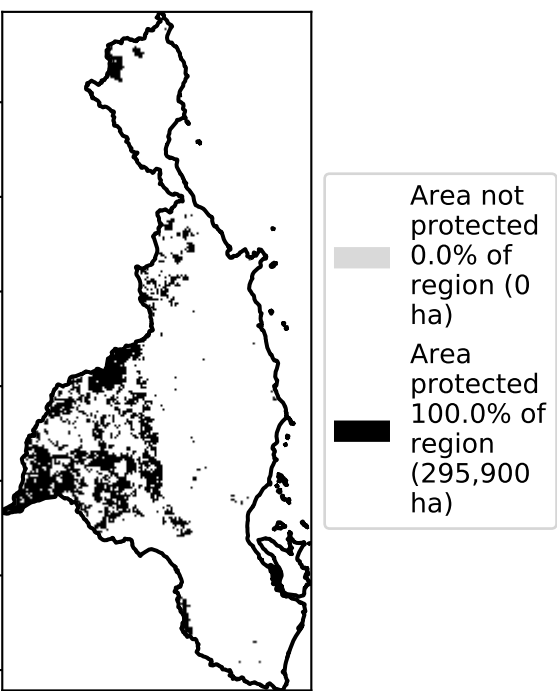 Area not
protected
0.0% of
region (0
ha)
Area
protected
100.0% of
region
(295,900
ha)